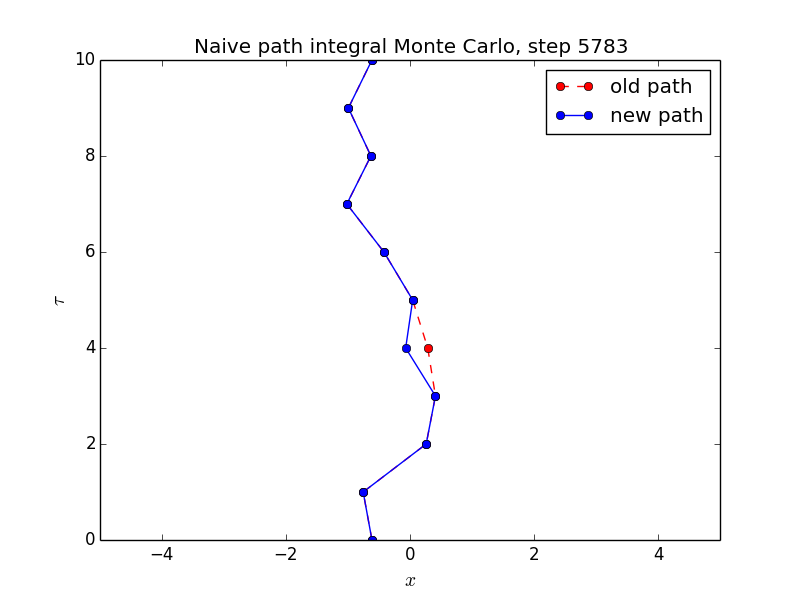 Naive path integral Monte Carlo, step 5783
old path
new path
10
8
6
4
2
0
τ
−4 −2 0 2 4
x